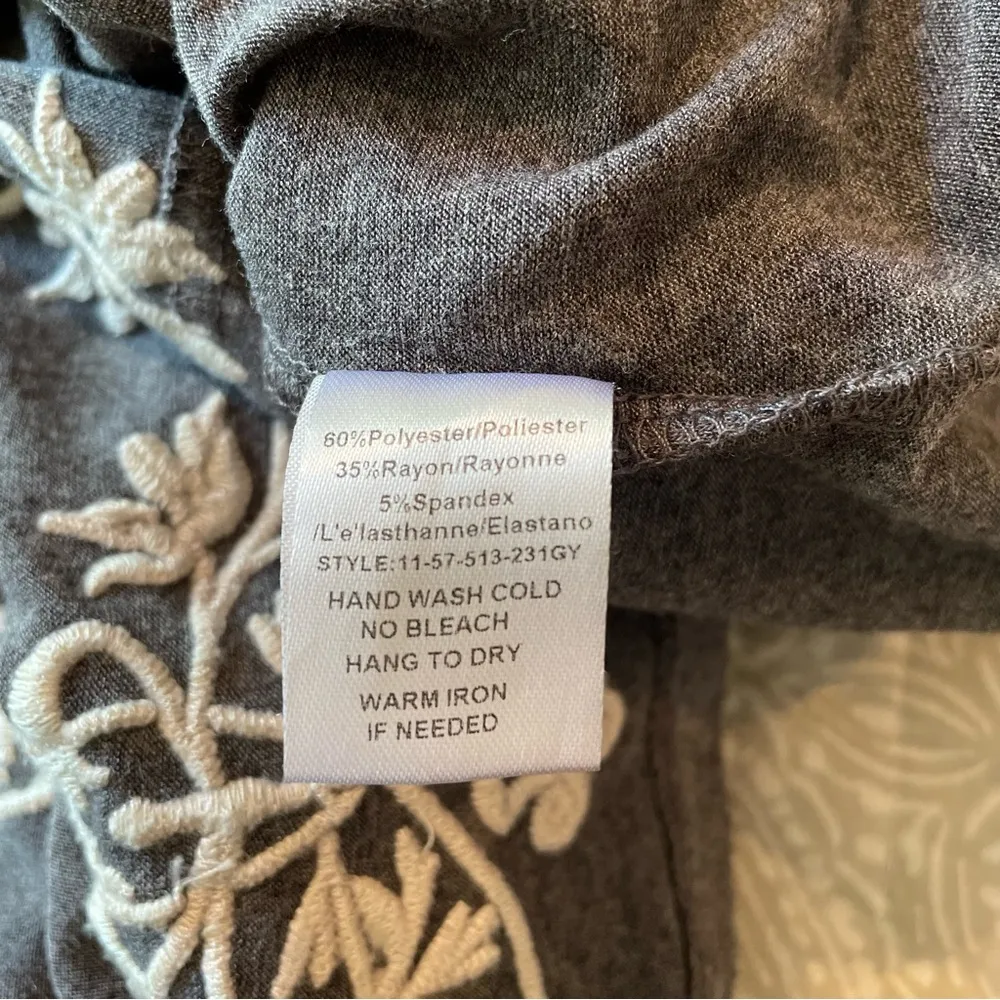 60%Polyester/Poliester
35%Rayon/Rayonne
5%Spandex
/L'e'lasthanne/Elastano
STYLE:11-57-513-231GY
HAND WASH COLD
NO BLEACH
HANG TO DRY
WARM IRON
IF NEEDED